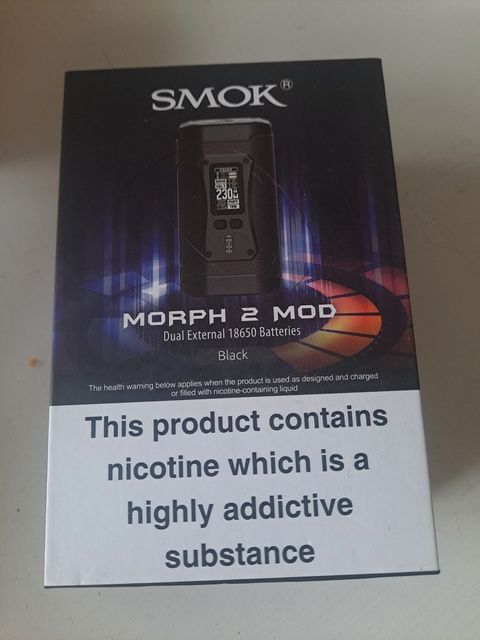 SMOK®
230
MORPH 2 MOD
Dual External 18650 Batteries
Black
The health warning below applies when the product is used as designed and charged
or filled with nicotine-containing liquid
This product contains
nicotine which is a
highly addictive
substance